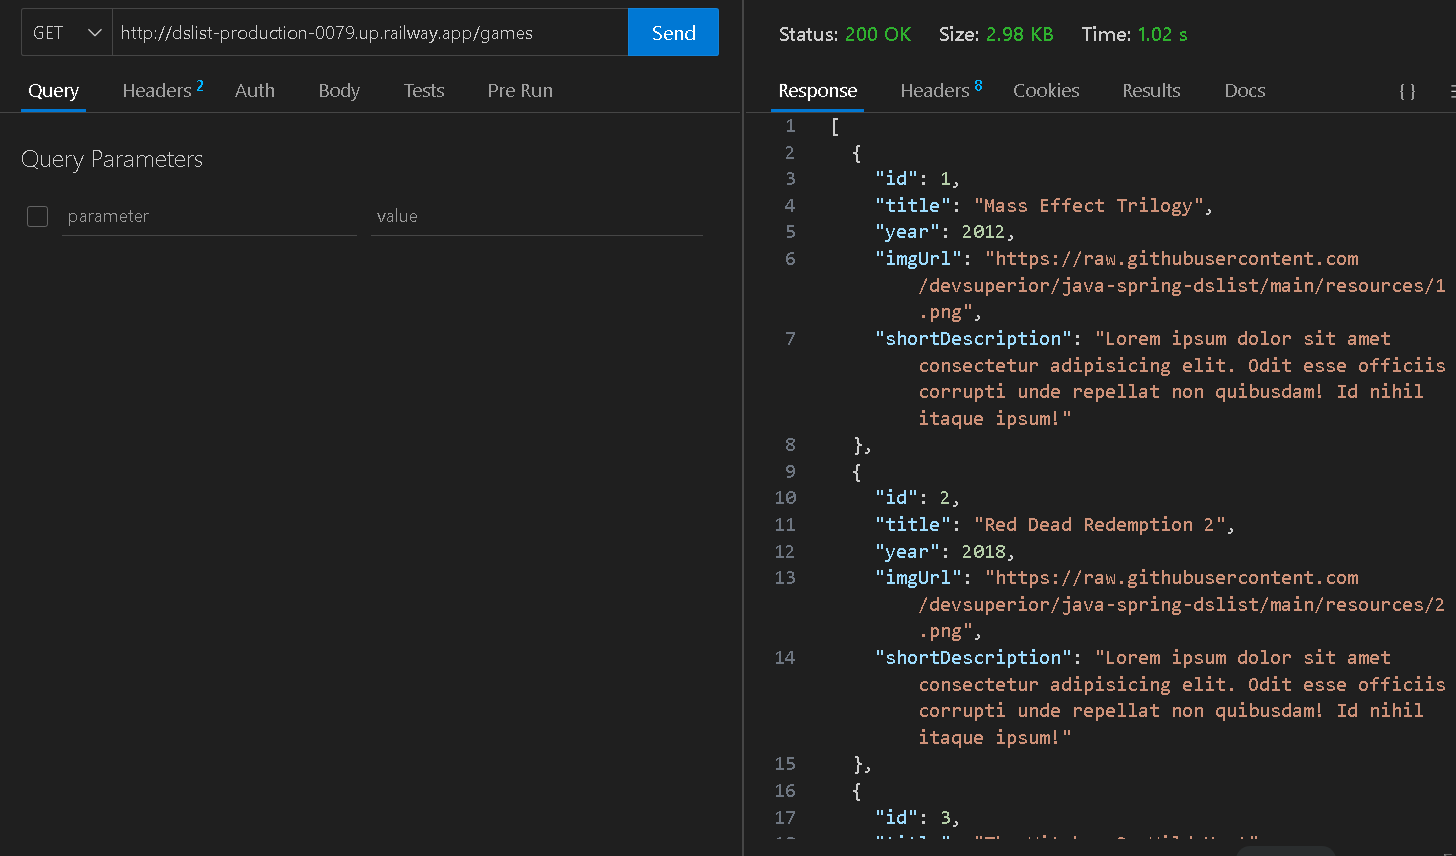 GET
http://dslist-production-0079.up.railway.app/games
Send
Query
Headers 2
Auth
Body
Tests
Pre Run
Query Parameters
parameter
value
Status: 200 OK Size: 2.98 KB Time: 1.02 s
Response
Headers 8
Cookies
Results
Docs
{ }
1 [
2 {
3 "id": 1,
4 "title": "Mass Effect Trilogy",
5 "year": 2012,
6 "imgUrl": "https://raw.githubusercontent.com
/devsuperior/java-spring-dslist/main/resources/1
.png",
7 "shortDescription": "Lorem ipsum dolor sit amet
consectetur adipisicing elit. Odit esse officiis
corrupti unde repellat non quibusdam! Id nihil
itaque ipsum!"
8 },
9 {
10 "id": 2,
11 "title": "Red Dead Redemption 2",
12 "year": 2018,
13 "imgUrl": "https://raw.githubusercontent.com
/devsuperior/java-spring-dslist/main/resources/2
.png",
14 "shortDescription": "Lorem ipsum dolor sit amet
consectetur adipisicing elit. Odit esse officiis
corrupti unde repellat non quibusdam! Id nihil
itaque ipsum!"
15 },
16 {
17 "id": 3,